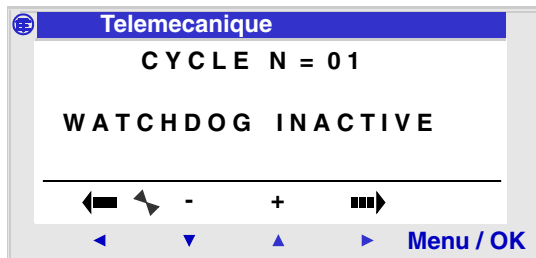 Telemecanique
CYCLE N = 01
WATCHDOG INACTIVE
- +
Menu / OK